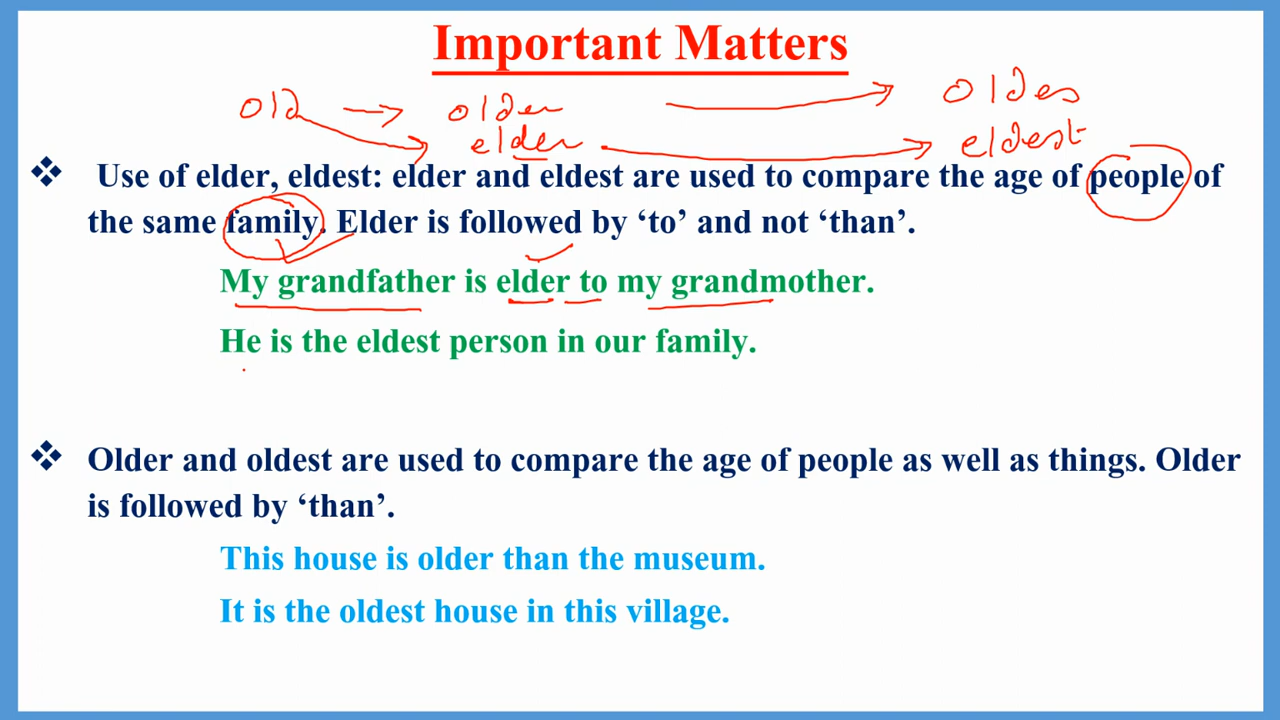 Important Matters
old → older → oldes
elder → eldest
❖ Use of elder, eldest: elder and eldest are used to compare the age of people of
the same family. Elder is followed by ‘to’ and not ‘than’.
My grandfather is elder to my grandmother.
He is the eldest person in our family.
❖ Older and oldest are used to compare the age of people as well as things. Older
is followed by ‘than’.
This house is older than the museum.
It is the oldest house in this village.